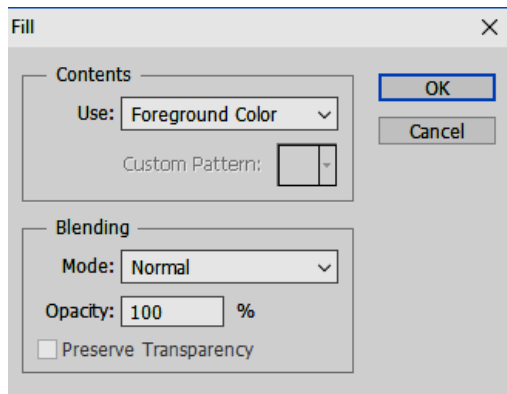 Fill
Contents
Use: Foreground Color
Custom Pattern:
OK
Cancel
Blending
Mode: Normal
Opacity: 100 %
Preserve Transparency